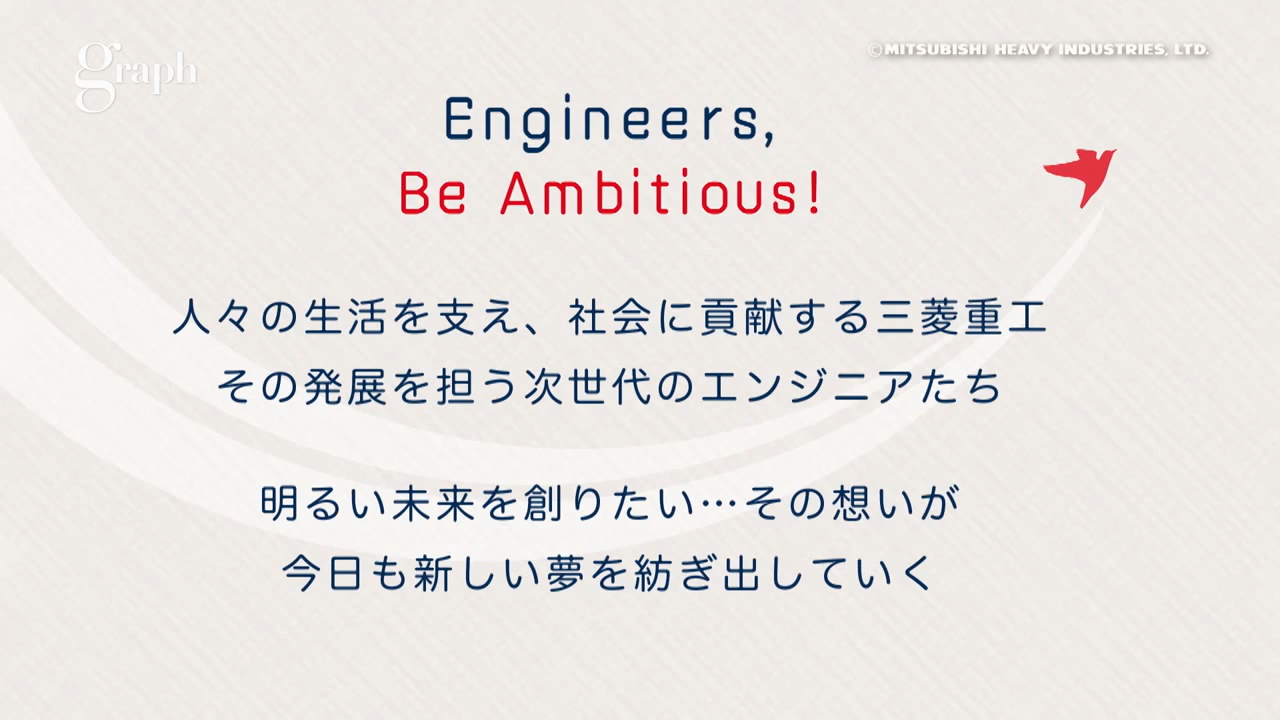 graph
©MITSUBISHI HEAVY INDUSTRIES, LTD.
Engineers,
Be Ambitious!
人々の生活を支え、社会に貢献する三菱重工
その発展を担う次世代のエンジニアたち
明るい未来を創りたい…その想いが
今日も新しい夢を紡ぎ出していく